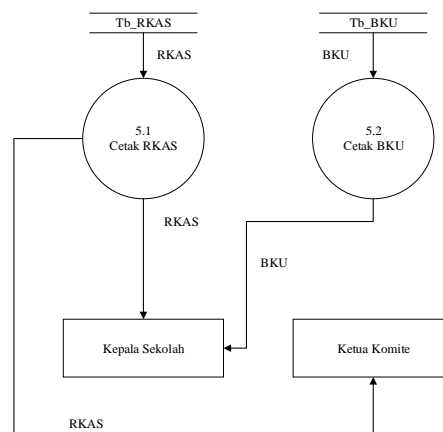 Tb_RKAS
Tb_BKU
RKAS
BKU
5.1
Cetak RKAS
5.2
Cetak BKU
RKAS
BKU
Kepala Sekolah
Ketua Komite
RKAS